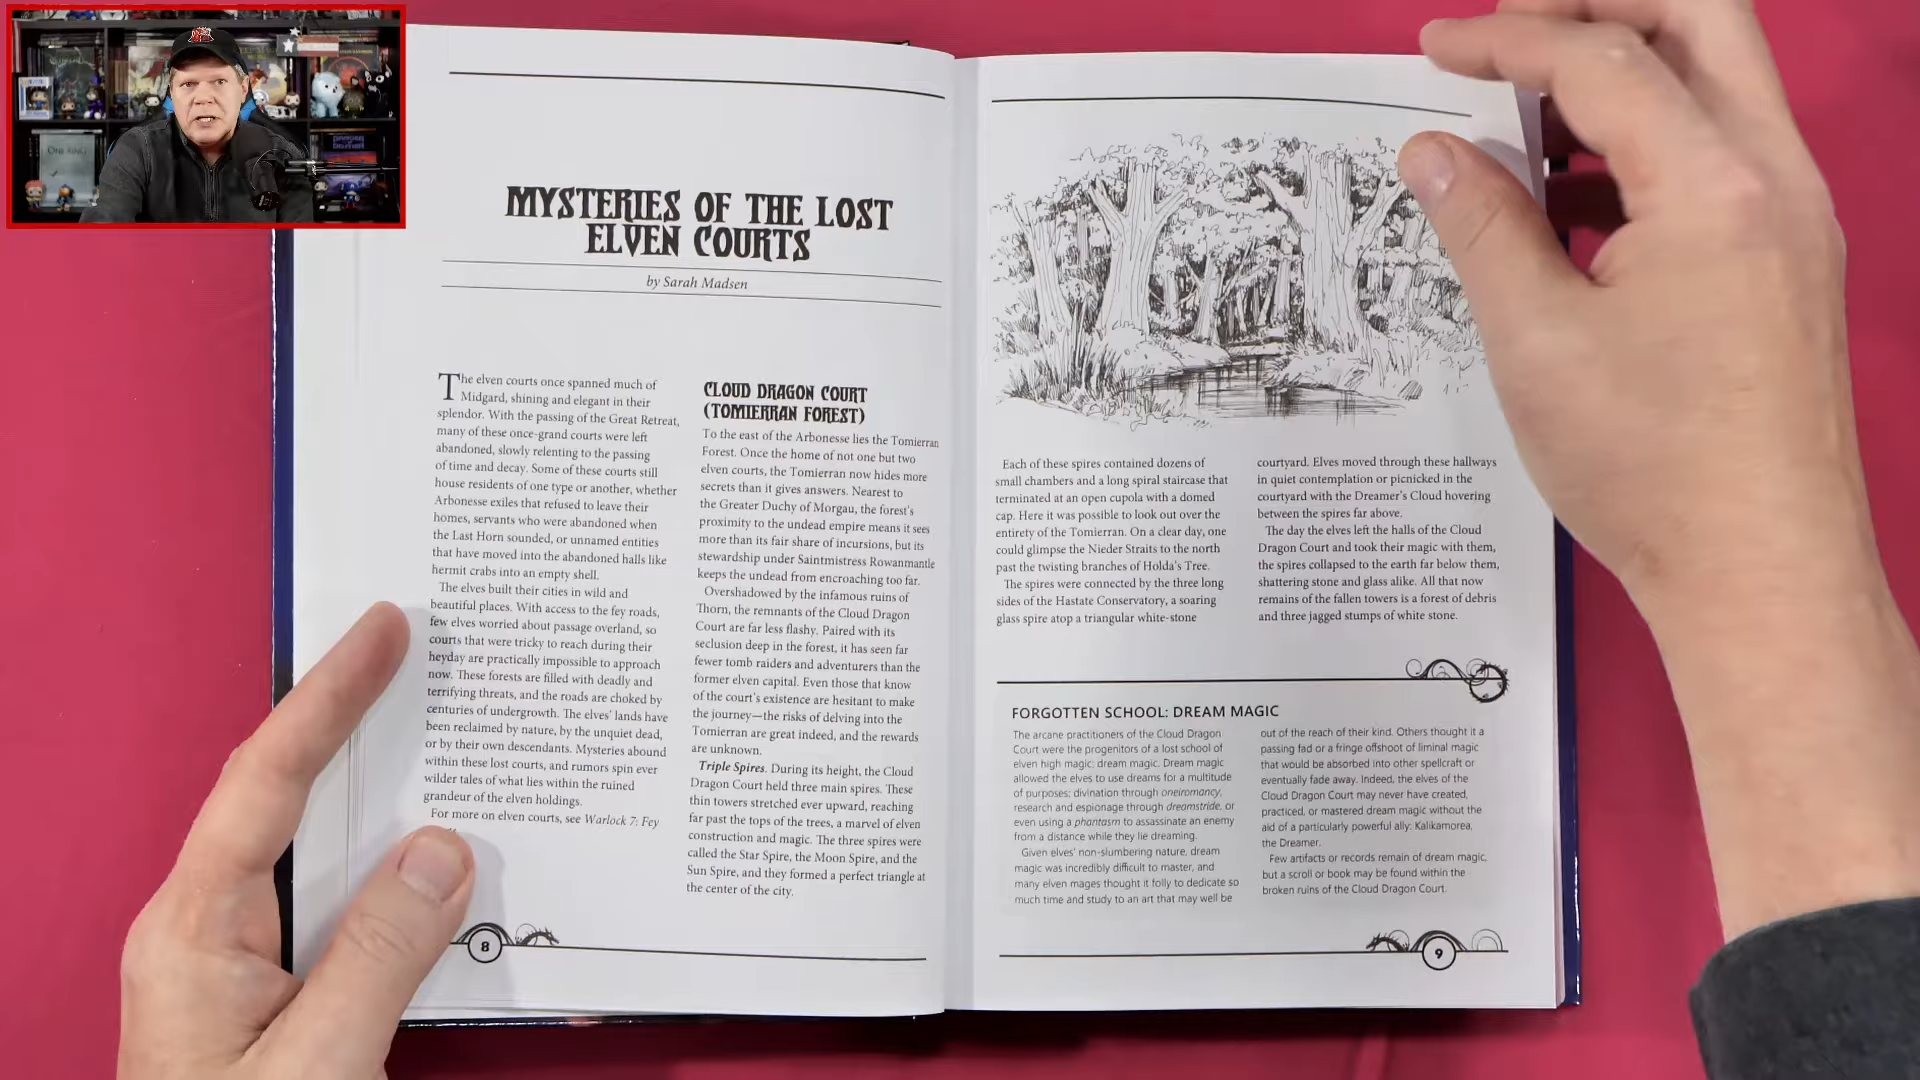 MYSTERIES OF THE LOST
ELVEN COURTS
by Sarah Madsen
The elven courts once spanned much of
Midgard, shining and elegant in their
splendor. With the passing of the Great Retreat,
many of these once-grand courts were left
abandoned, slowly relenting to the passing
of time and decay. Some of these courts still
house residents of one type or another, whether
Arbonesse exiles that refused to leave their
homes, servants who were abandoned when
the Last Horn sounded, or unnamed entities
that have moved into the abandoned halls like
hermit crabs into an empty shell.
The elves built their cities in wild and
beautiful places. With access to the fey roads,
few elves worried about passage overland, so
courts that were tricky to reach during their
heyday are practically impossible to approach
now. These forests are filled with deadly and
terrifying threats, and the roads are choked by
centuries of undergrowth. The elves' lands have
been reclaimed by nature, by the unquiet dead,
or by their own descendants. Mysteries abound
within these lost courts, and rumors spin ever
wilder tales of what lies within the ruined
grandeur of the elven holdings.
For more on elven courts, see Warlock 7: Fey
CLOUD DRAGON COURT
(TOMIERRAN FOREST)
To the east of the Arbonesse lies the Tomierran
Forest. Once the home of not one but two
elven courts, the Tomierran now hides more
secrets than it gives answers. Nearest to
the Greater Duchy of Morgau, the forest's
proximity to the undead empire means it sees
more than its fair share of incursions, but its
stewardship under Saintmistress Rowanmantle
keeps the undead from encroaching too far.
Overshadowed by the infamous ruins of
Thorn, the remnants of the Cloud Dragon
Court are far less flashy. Paired with its
seclusion deep in the forest, it has seen far
fewer tomb raiders and adventurers than the
former elven capital. Even those that know
of the court's existence are hesitant to make
the journey—the risks of delving into the
Tomierran are great indeed, and the rewards
are unknown.
Triple Spires. During its height, the Cloud
Dragon Court held three main spires. These
thin towers stretched ever upward, reaching
far past the tops of the trees, a marvel of elven
construction and magic. The three spires were
called the Star Spire, the Moon Spire, and the
Sun Spire, and they formed a perfect triangle at
the center of the city.
8
Each of these spires contained dozens of
small chambers and a long spiral staircase that
terminated at an open cupola with a domed
cap. Here it was possible to look out over the
entirety of the Tomierran. On a clear day, one
could glimpse the Nieder Straits to the north
past the twisting branches of Holda's Tree.
The spires were connected by the three long
sides of the Hastate Conservatory, a soaring
glass spire atop a triangular white-stone
courtyard. Elves moved through these hallways
in quiet contemplation or picnicked in the
courtyard with the Dreamer's Cloud hovering
between the spires far above.
The day the elves left the halls of the Cloud
Dragon Court and took their magic with them,
the spires collapsed to the earth far below them,
shattering stone and glass alike. All that now
remains of the fallen towers is a forest of debris
and three jagged stumps of white stone.
FORGOTTEN SCHOOL: DREAM MAGIC
The arcane practitioners of the Cloud Dragon
Court were the progenitors of a lost school of
elven high magic: dream magic. Dream magic
allowed the elves to use dreams for a multitude
of purposes: divination through oneiromancy,
research and espionage through dreamstride, or
even using a phantasm to assassinate an enemy
from a distance while they lie dreaming.
Given elves' non-slumbering nature, dream
magic was incredibly difficult to master, and
many elven mages thought it folly to dedicate so
much time and study to an art that may well be
out of the reach of their kind. Others thought it a
passing fad or a fringe offshoot of liminal magic
that would be absorbed into other spellcraft or
eventually fade away. Indeed, the elves of the
Cloud Dragon Court may never have created,
practiced, or mastered dream magic without the
aid of a particularly powerful ally: Kalikamorea,
the Dreamer.
Few artifacts or records remain of dream magic,
but a scroll or book may be found within the
broken ruins of the Cloud Dragon Court.
9